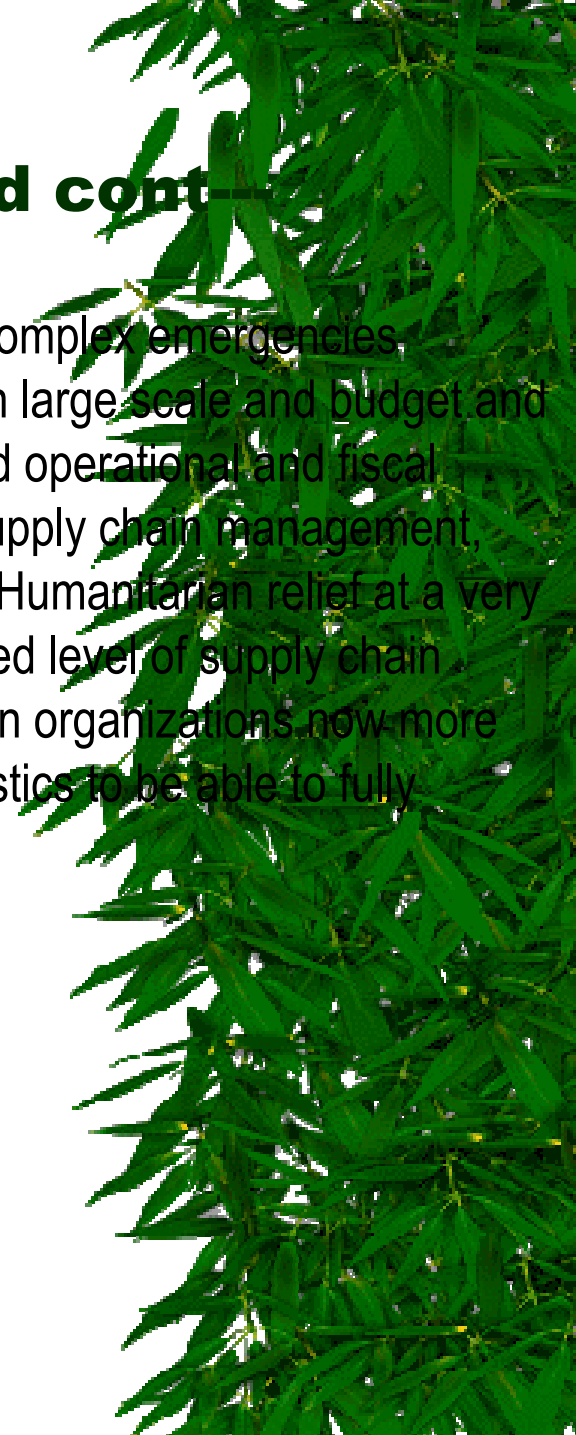 d cont---
omplex emergencies
n large scale and budget and
d operational and fiscal
upply chain management,
Humanitarian relief at a very
ed level of supply chain
n organizations now more
stics to be able to fully